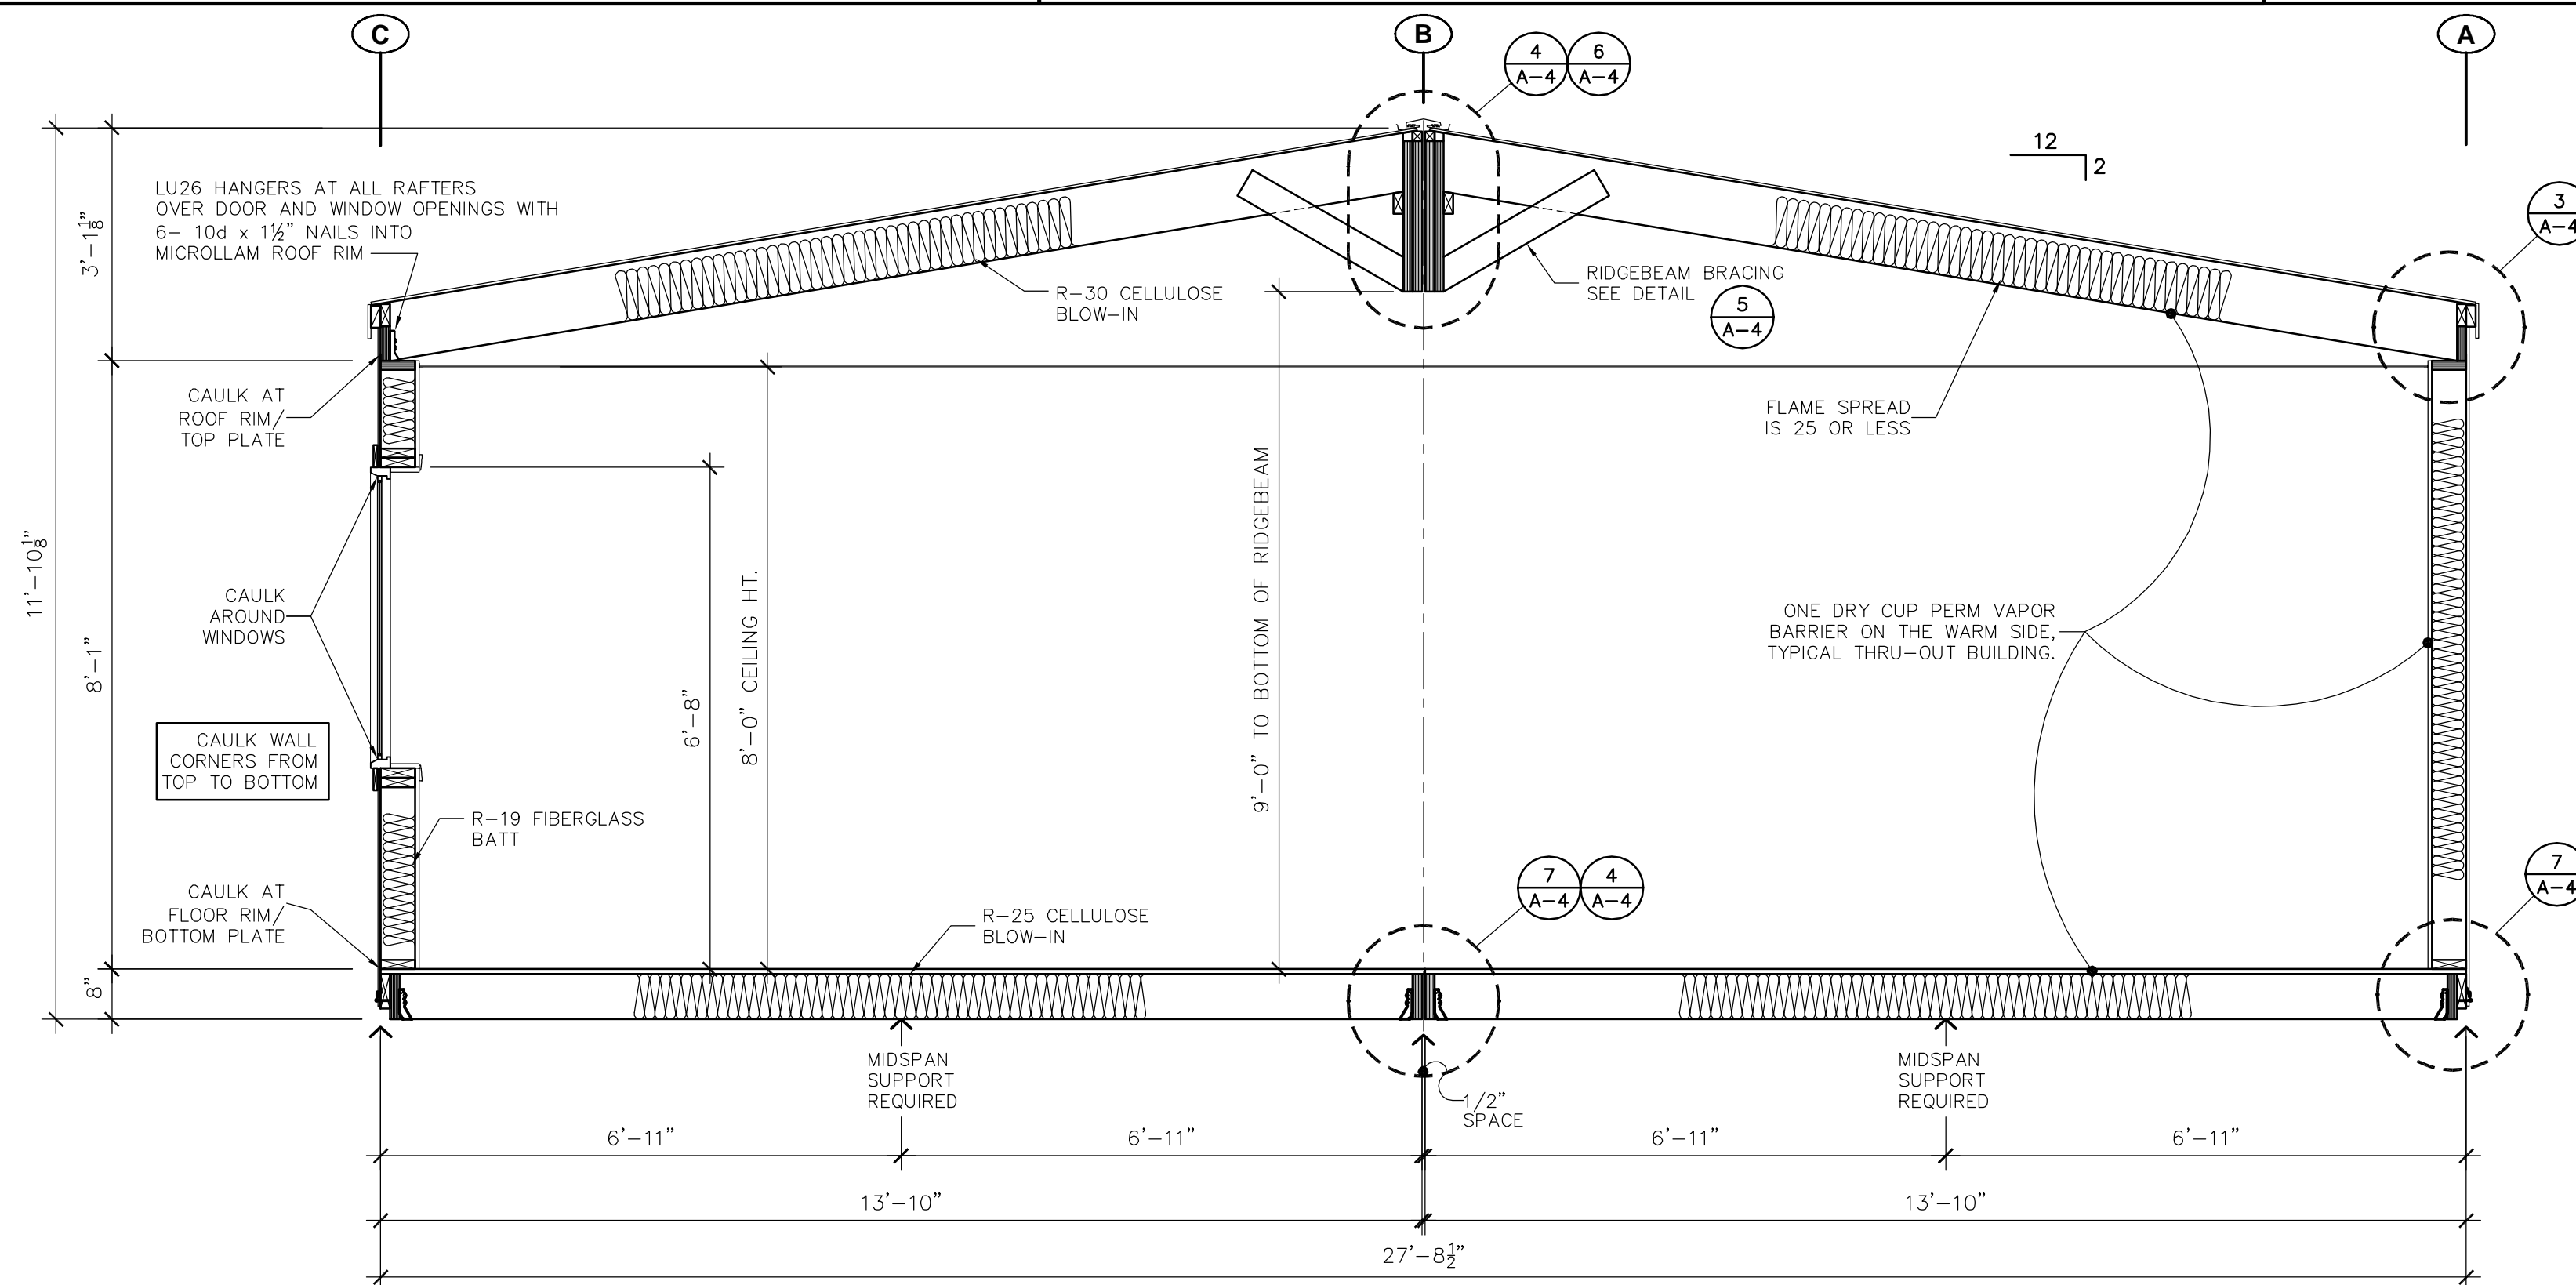 C
B
A
4
A-4
6
A-4
12
2
3
A-4
LU26 HANGERS AT ALL RAFTERS
OVER DOOR AND WINDOW OPENINGS WITH
6- 10d x 1½" NAILS INTO
MICROLLAM ROOF RIM
3'-1⅛"
R-30 CELLULOSE
BLOW-IN
RIDGEBEAM BRACING
SEE DETAIL
5
A-4
CAULK AT
ROOF RIM/
TOP PLATE
FLAME SPREAD
IS 25 OR LESS
11'-10⅛"
8'-1"
8"
CAULK
AROUND
WINDOWS
6'-8"
8'-0" CEILING HT.
9'-0" TO BOTTOM OF RIDGEBEAM
ONE DRY CUP PERM VAPOR
BARRIER ON THE WARM SIDE,
TYPICAL THRU-OUT BUILDING.
CAULK WALL
CORNERS FROM
TOP TO BOTTOM
R-19 FIBERGLASS
BATT
CAULK AT
FLOOR RIM/
BOTTOM PLATE
R-25 CELLULOSE
BLOW-IN
7
A-4
4
A-4
7
A-4
MIDSPAN
SUPPORT
REQUIRED
1/2"
SPACE
MIDSPAN
SUPPORT
REQUIRED
6'-11"
6'-11"
6'-11"
6'-11"
13'-10"
13'-10"
27'-8½"